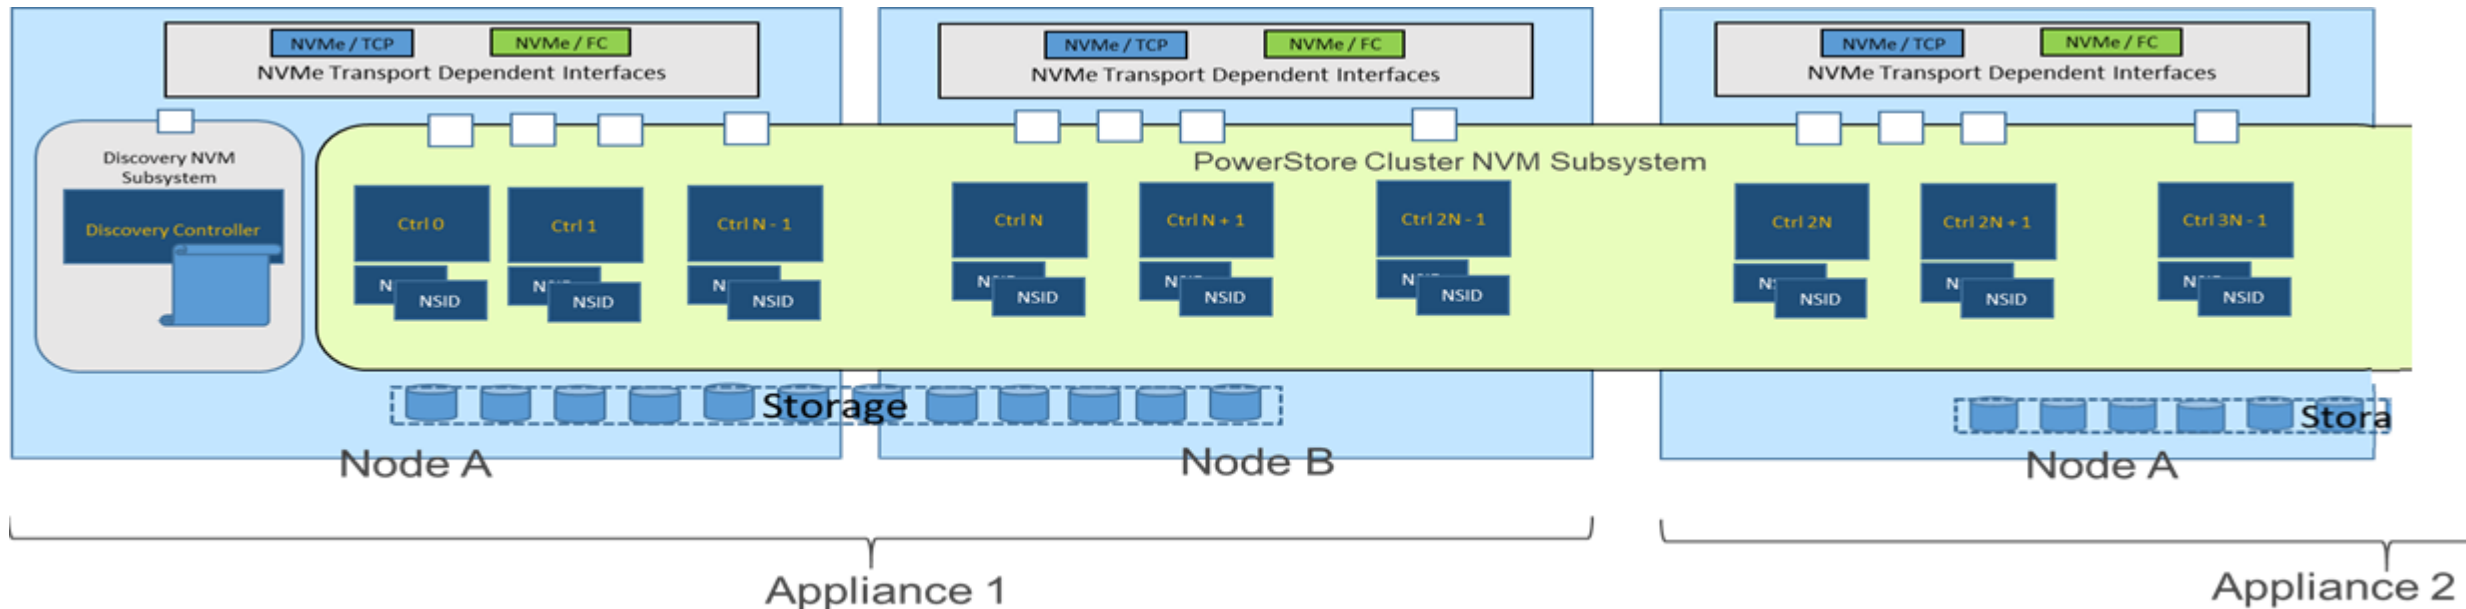 NVMe / TCP
NVMe / FC
NVMe Transport Dependent Interfaces
NVMe / TCP
NVMe / FC
NVMe Transport Dependent Interfaces
NVMe / TCP
NVMe / FC
NVMe Transport Dependent Interfaces
Discovery NVM
Subsystem
Discovery Controller
PowerStore Cluster NVM Subsystem
Ctrl 0
Ctrl 1
Ctrl N - 1
Ctrl N
Ctrl N + 1
Ctrl 2N - 1
Ctrl 2N
Ctrl 2N + 1
Ctrl 3N - 1
NSID
NSID
NSID
NSID
NSID
NSID
NSID
NSID
NSID
Storage
Stora
Node A
Node B
Node A
Appliance 1
Appliance 2